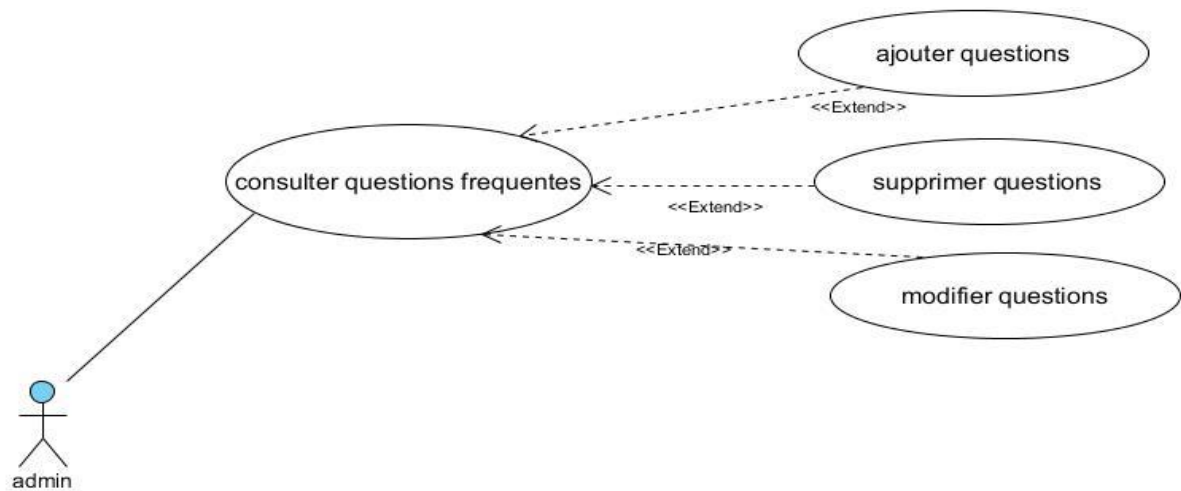 ajouter questions
<<Extend>>
consulter questions frequentes
supprimer questions
<<Extend>>
<<Extend>>
modifier questions
admin